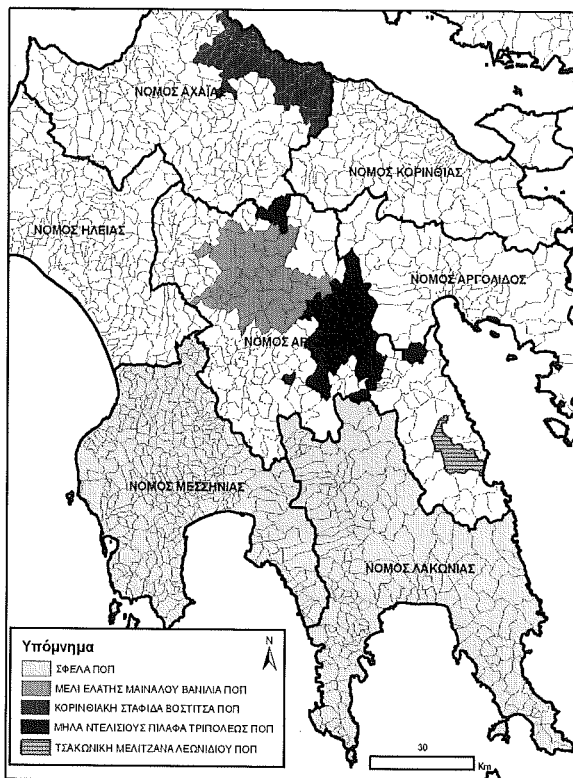 ΝΟΜΟΣ ΑΧΑΪΑΣ
ΝΟΜΟΣ ΚΟΡΙΝΘΙΑΣ
ΝΟΜΟΣ ΗΛΕΙΑΣ
ΝΟΜΟΣ ΑΡΓΟΛΙΔΟΣ
ΝΟΜΟΣ ΑΡ
ΝΟΜΟΣ ΜΕΣΣΗΝΙΑΣ
ΝΟΜΟΣ ΛΑΚΩΝΙΑΣ
Υπόμνημα
N
ΣΦΕΛΑ ΠΟΠ
ΜΕΛΙ ΕΛΑΤΗΣ ΜΑΙΝΑΛΟΥ ΒΑΝΙΛΙΑ ΠΟΠ
ΚΟΡΙΝΘΙΑΚΗ ΣΤΑΦΙΔΑ ΒΟΣΤΙΤΣΑ ΠΟΠ
ΜΗΛΑ ΝΤΕΛΙΣΙΟΥΣ ΠΙΛΑΦΑ ΤΡΙΠΟΛΕΩΣ ΠΟΠ
ΤΣΑΚΩΝΙΚΗ ΜΕΛΙΤΖΑΝΑ ΛΕΩΝΙΔΙΟΥ ΠΟΠ
30
Km